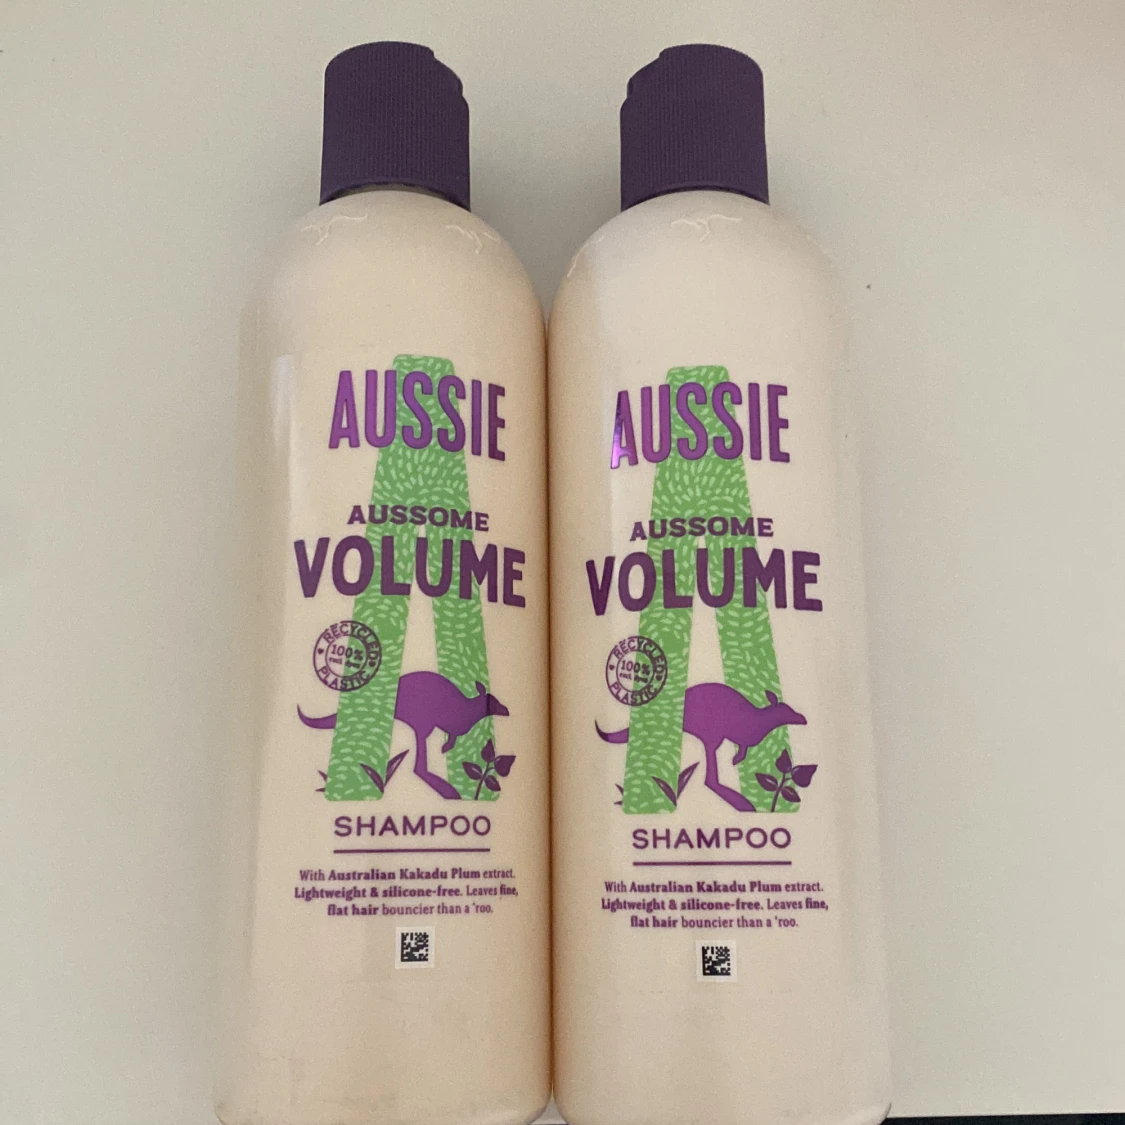 AUSSIE
AUSSOME
VOLUME
RECYCLED
100%
excl. dyes
PLASTIC
SHAMPOO
With Australian Kakadu Plum extract.
Lightweight & silicone-free. Leaves fine,
flat hair bouncier than a 'roo.
AUSSIE
AUSSOME
VOLUME
RECYCLED
100%
PLASTIC
SHAMPOO
With Australian Kakadu Plum extract.
Lightweight & silicone-free. Leaves fine,
flat hair bouncier than a 'roo.